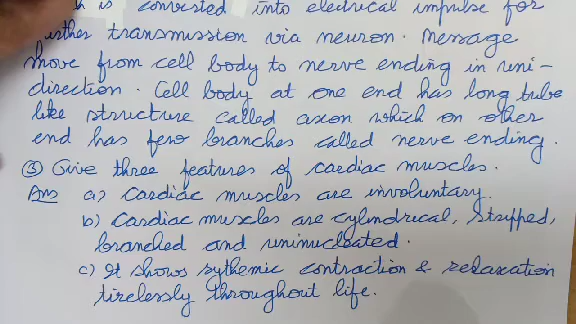 is converted into electrical impulse for
further transmission via neuron. Message
move from cell body to nerve ending in uni-
direction. Cell body at one end has long tube
like structure called axon which on other
end has few branches called nerve ending.
③ Give three features of cardiac muscles.
Ans a) Cardiac muscles are involuntary.
b) Cardiac muscles are cylindrical, stripped,
branched and uninucleated.
c) It shows rythemic contraction & relaxation
tirelessly throughout life.